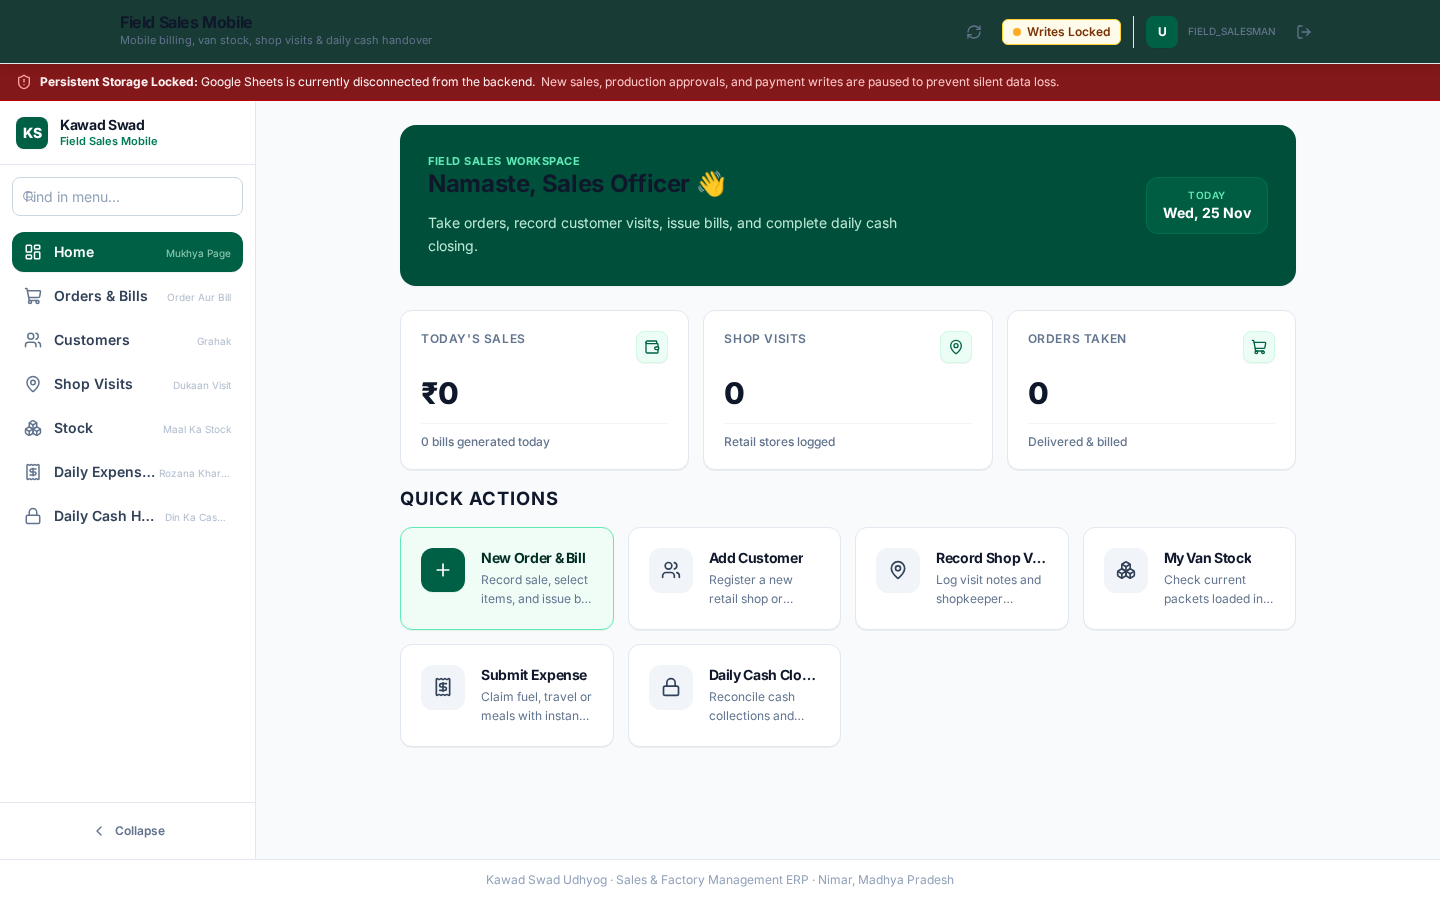 Field Sales Mobile
Mobile billing, van stock, shop visits & daily cash handover
Writes Locked
U
FIELD_SALESMAN
Persistent Storage Locked: Google Sheets is currently disconnected from the backend. New sales, production approvals, and payment writes are paused to prevent silent data loss.
KS
Kawad Swad
Field Sales Mobile
Find in menu...
Home Mukhya Page
Orders & Bills Order Aur Bill
Customers Grahak
Shop Visits Dukaan Visit
Stock Maal Ka Stock
Daily Expens... Rozana Khar...
Daily Cash H... Din Ka Cas...
Collapse
FIELD SALES WORKSPACE
Namaste, Sales Officer 👋
Take orders, record customer visits, issue bills, and complete daily cash
closing.
TODAY
Wed, 25 Nov
TODAY'S SALES
₹0
0 bills generated today
SHOP VISITS
0
Retail stores logged
ORDERS TAKEN
0
Delivered & billed
QUICK ACTIONS
New Order & Bill
Record sale, select
items, and issue b...
Add Customer
Register a new
retail shop or...
Record Shop V...
Log visit notes and
shopkeeper...
My Van Stock
Check current
packets loaded in...
Submit Expense
Claim fuel, travel or
meals with instan...
Daily Cash Clo...
Reconcile cash
collections and...
Kawad Swad Udhyog · Sales & Factory Management ERP · Nimar, Madhya Pradesh